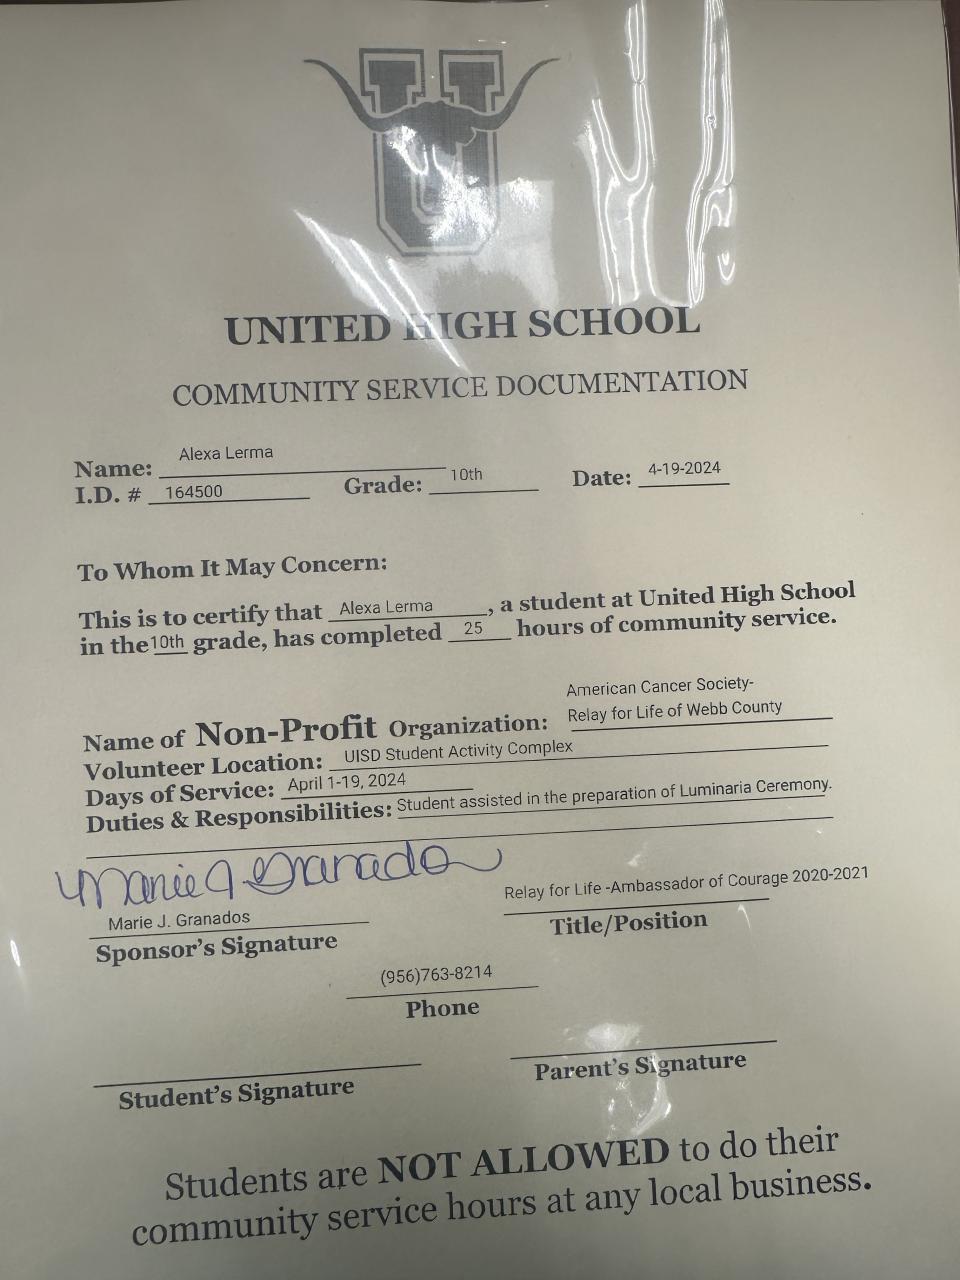 U
UNITED HIGH SCHOOL
COMMUNITY SERVICE DOCUMENTATION
Name: Alexa Lerma
I.D. # 164500 Grade: 10th Date: 4-19-2024
To Whom It May Concern:
This is to certify that Alexa Lerma, a student at United High School
in the 10th grade, has completed 25 hours of community service.
American Cancer Society-
Name of Non-Profit Organization: Relay for Life of Webb County
Volunteer Location: UISD Student Activity Complex
Days of Service: April 1-19, 2024
Duties & Responsibilities: Student assisted in the preparation of Luminaria Ceremony.
Marie J Granados
Marie J. Granados Relay for Life -Ambassador of Courage 2020-2021
Sponsor's Signature Title/Position
(956)763-8214
Phone
Student's Signature Parent's Signature
Students are NOT ALLOWED to do their
community service hours at any local business.